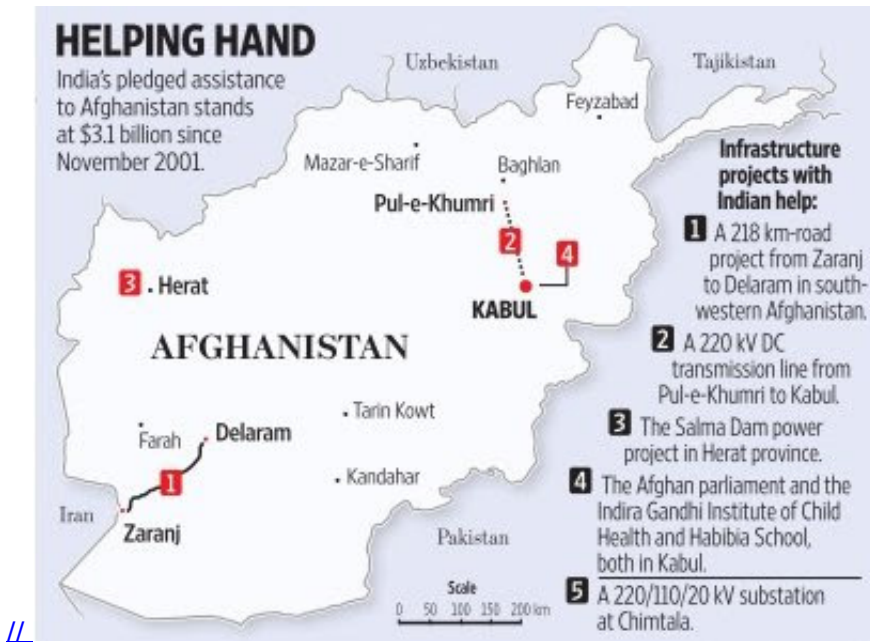 HELPING HAND
India's pledged assistance
to Afghanistan stands
at $3.1 billion since
November 2001.
Uzbekistan
Tajikistan
Feyzabad
Mazar-e-Sharif
Baghlan
Pul-e-Khumri
2
4
3
Herat
KABUL
AFGHANISTAN
Tarin Kowt
Farah
Delaram
Kandahar
1
Iran
Zaranj
Pakistan
Scale
0 50 100 150 200 km
Infrastructure
projects with
Indian help:
1 A 218 km-road
project from Zaranj
to Delaram in south-
western Afghanistan.
2 A 220 kV DC
transmission line from
Pul-e-Khumri to Kabul.
3 The Salma Dam power
project in Herat province.
4 The Afghan parliament and the
Indira Gandhi Institute of Child
Health and Habibia School,
both in Kabul.
5 A 220/110/20 kV substation
at Chimtala.
//